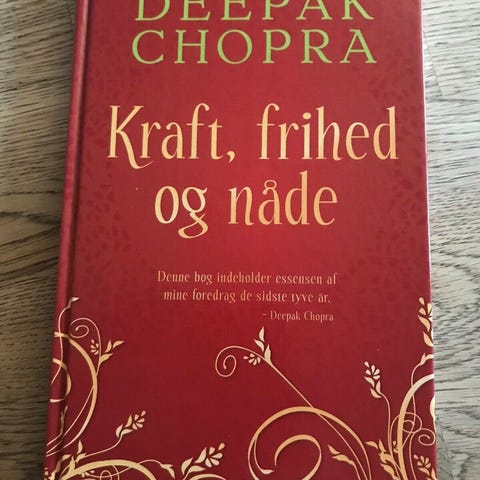 DEEPAK
CHOPRA
Kraft, frihed
og nåde
Denne bog indeholder essensen af
mine foredrag de sidste tyve år,
- Deepak Chopra